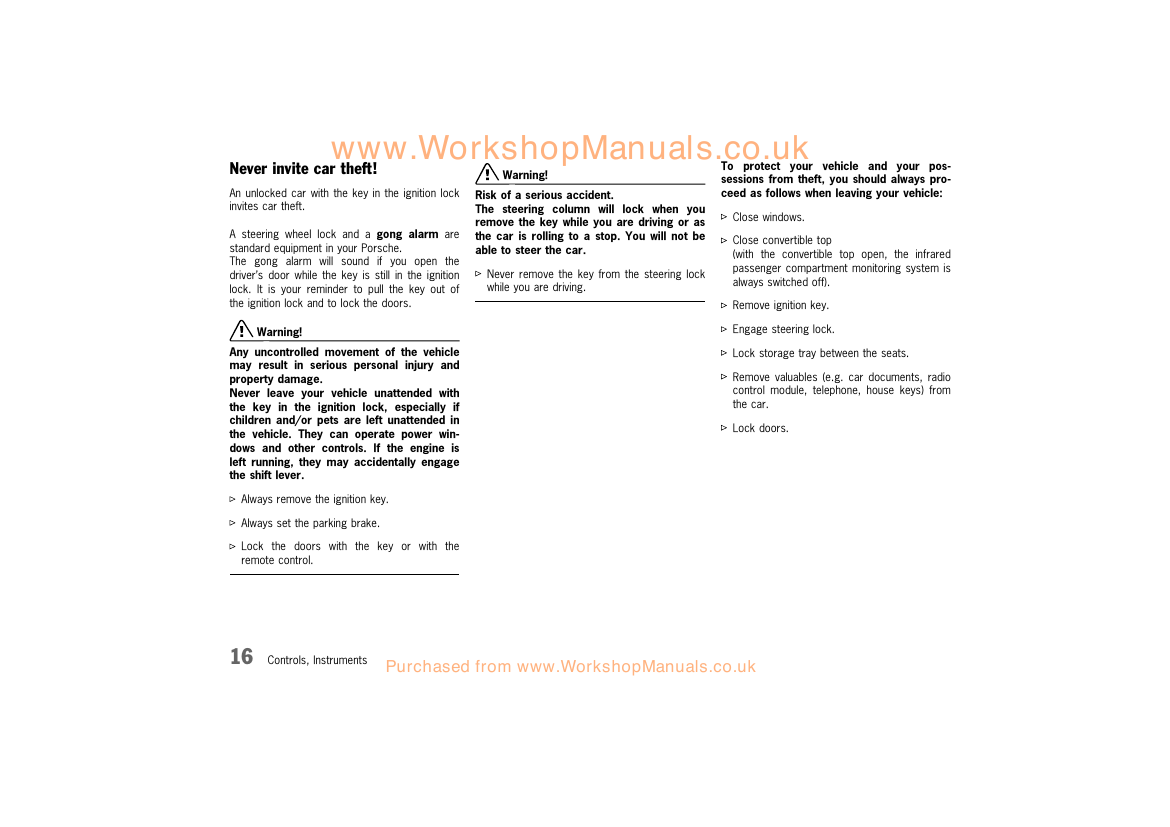 www.WorkshopManuals.co.uk
Never invite car theft!
An unlocked car with the key in the ignition lock
invites car theft.
A steering wheel lock and a gong alarm are
standard equipment in your Porsche.
The gong alarm will sound if you open the
driver's door while the key is still in the ignition
lock. It is your reminder to pull the key out of
the ignition lock and to lock the doors.
Warning!
Any uncontrolled movement of the vehicle
may result in serious personal injury and
property damage.
Never leave your vehicle unattended with
the key in the ignition lock, especially if
children and/or pets are left unattended in
the vehicle. They can operate power win-
dows and other controls. If the engine is
left running, they may accidentally engage
the shift lever.
▷ Always remove the ignition key.
▷ Always set the parking brake.
▷ Lock the doors with the key or with the
remote control.
Warning!
Risk of a serious accident.
The steering column will lock when you
remove the key while you are driving or as
the car is rolling to a stop. You will not be
able to steer the car.
▷ Never remove the key from the steering lock
while you are driving.
To protect your vehicle and your pos-
sessions from theft, you should always pro-
ceed as follows when leaving your vehicle:
▷ Close windows.
▷ Close convertible top
(with the convertible top open, the infrared
passenger compartment monitoring system is
always switched off).
▷ Remove ignition key.
▷ Engage steering lock.
▷ Lock storage tray between the seats.
▷ Remove valuables (e.g. car documents, radio
control module, telephone, house keys) from
the car.
▷ Lock doors.
16 Controls, Instruments
Purchased from www.WorkshopManuals.co.uk